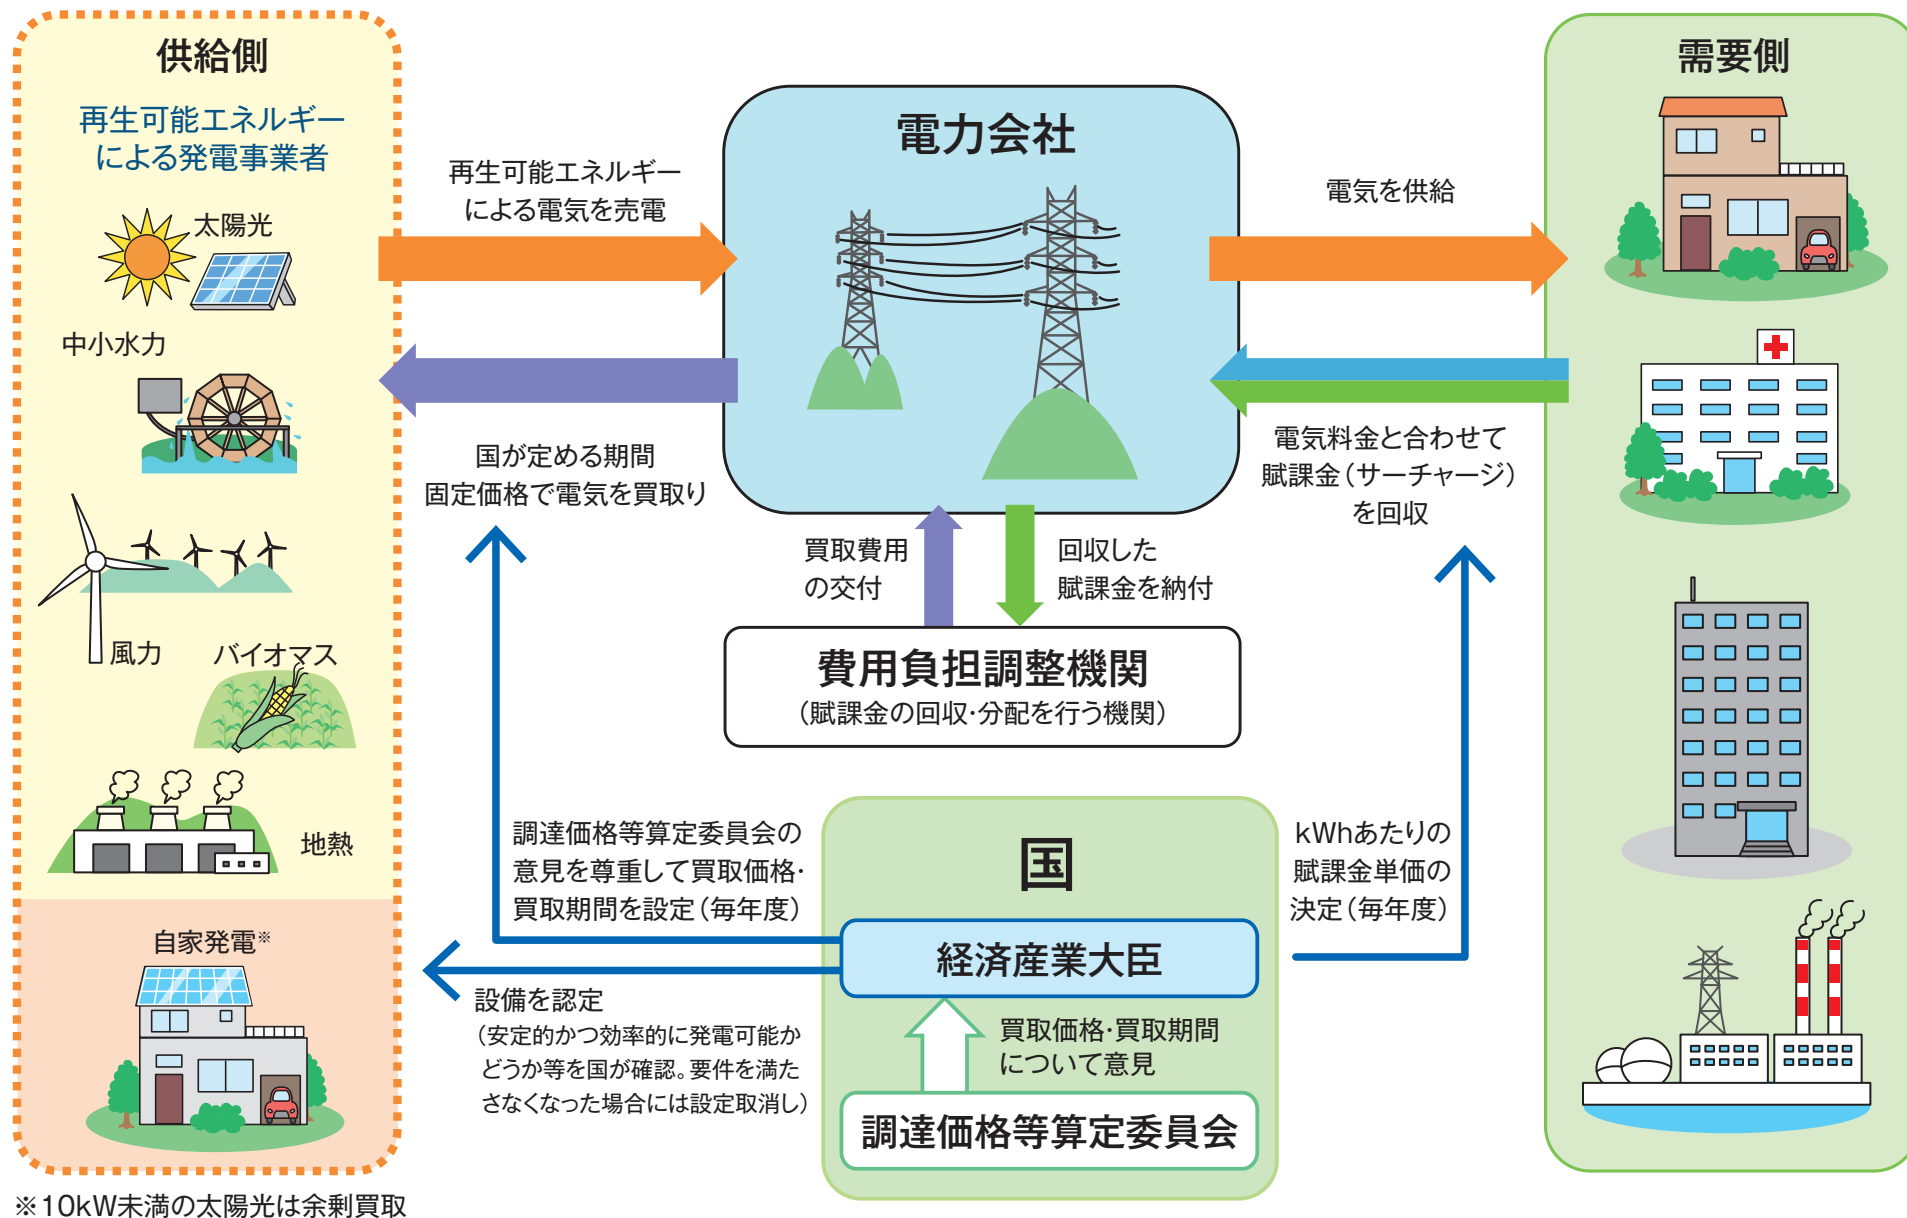 供給側
再生可能エネルギー
による発電事業者
太陽光
中小水力
風力
バイオマス
地熱
自家発電※
※10kW未満の太陽光は余剰買取
再生可能エネルギー
による電気を売電
国が定める期間
固定価格で電気を買取り
電力会社
買取費用
の交付
回収した
賦課金を納付
費用負担調整機関
（賦課金の回収・分配を行う機関）
電気を供給
電気料金と合わせて
賦課金（サーチャージ）
を回収
調達価格等算定委員会の
意見を尊重して買取価格・
買取期間を設定（毎年度）
設備を認定
（安定的かつ効率的に発電可能か
どうか等を国が確認。要件を満た
さなくなった場合には設定取消し）
国
経済産業大臣
買取価格・買取期間
について意見
調達価格等算定委員会
kWhあたりの
賦課金単価の
決定（毎年度）
需要側